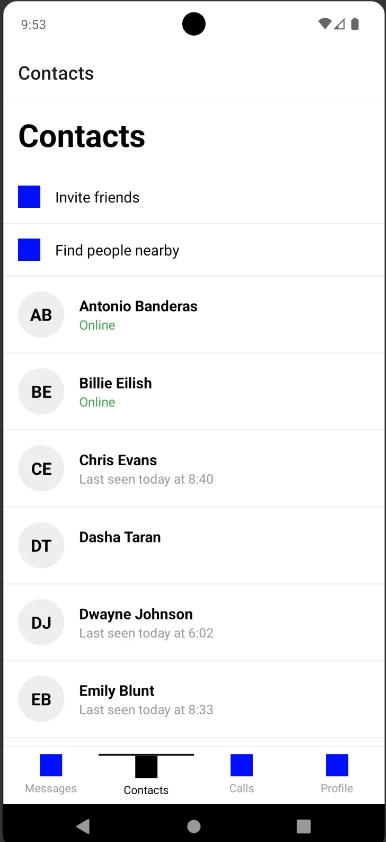 9:53
Contacts
Contacts
Invite friends
Find people nearby
AB
Antonio Banderas
Online
BE
Billie Eilish
Online
CE
Chris Evans
Last seen today at 8:40
DT
Dasha Taran
DJ
Dwayne Johnson
Last seen today at 6:02
EB
Emily Blunt
Last seen today at 8:33
Messages
Contacts
Calls
Profile